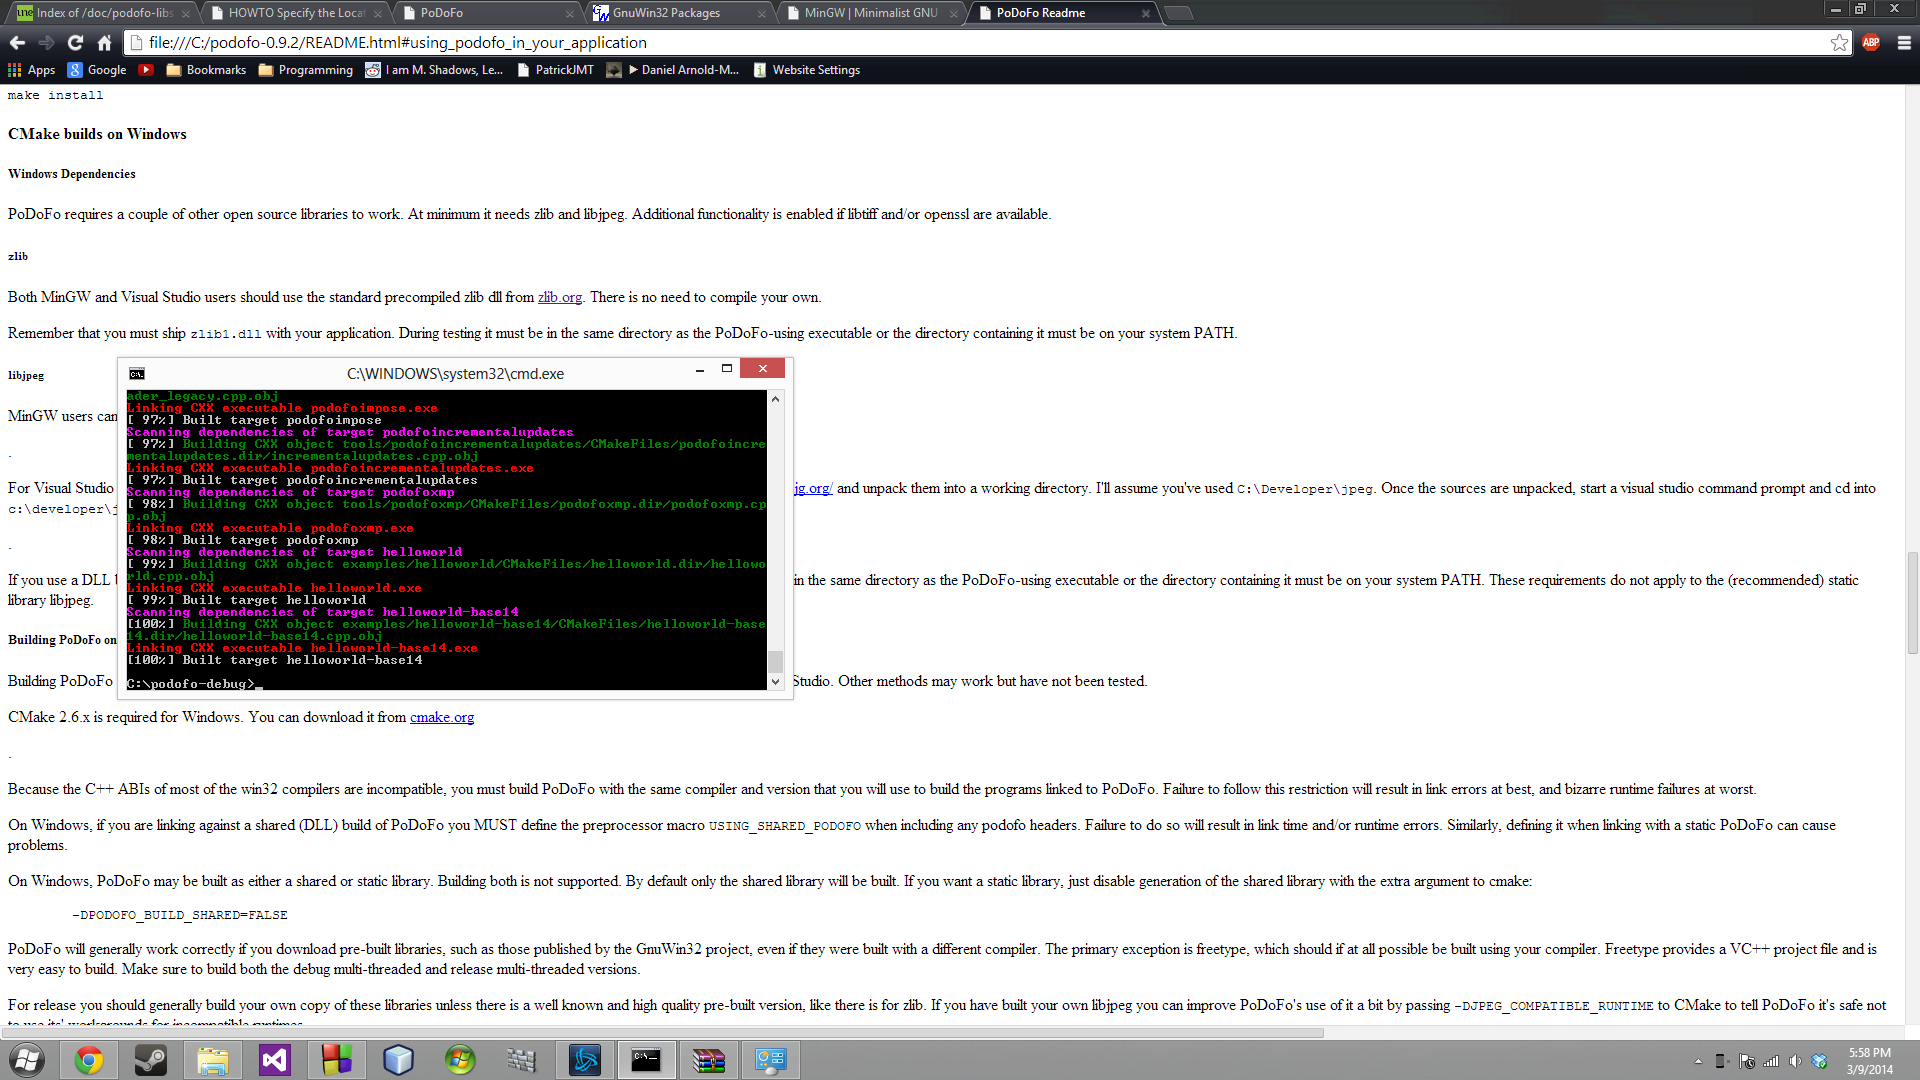 Index of /doc/podofo-libs
HOWTO Specify the Locat
PoDoFo
GnuWin32 Packages
MinGW | Minimalist GNU
PoDoFo Readme
file:///C:/podofo-0.9.2/README.html#using_podofo_in_your_application
ABP
Apps
Google
Bookmarks
Programming
I am M. Shadows, Le...
PatrickJMT
Daniel Arnold-M...
Website Settings
make install
CMake builds on Windows
Windows Dependencies
PoDoFo requires a couple of other open source libraries to work. At minimum it needs zlib and libjpeg. Additional functionality is enabled if libtiff and/or openssl are available.
zlib
Both MinGW and Visual Studio users should use the standard precompiled zlib dll from zlib.org. There is no need to compile your own.
Remember that you must ship zlib1.dll with your application. During testing it must be in the same directory as the PoDoFo-using executable or the directory containing it must be on your system PATH.
libjpeg
MinGW users can
.
For Visual Studio
jg.org/ and unpack them into a working directory. I'll assume you've used C:\Developer\jpeg. Once the sources are unpacked, start a visual studio command prompt and cd into
c:\developer\j
.
If you use a DLL
in the same directory as the PoDoFo-using executable or the directory containing it must be on your system PATH. These requirements do not apply to the (recommended) static
library libjpeg.
Building PoDoFo on
Building PoDoFo
Studio. Other methods may work but have not been tested.
C:\WINDOWS\system32\cmd.exe
ader_legacy.cpp.obj
Linking CXX executable podofoimpose.exe
[ 97%] Built target podofoimpose
Scanning dependencies of target podofoincrementalupdates
[ 97%] Building CXX object tools/podofoincrementalupdates/CMakeFiles/podofoincre
mentalupdates.dir/incrementalupdates.cpp.obj
Linking CXX executable podofoincrementalupdates.exe
[ 97%] Built target podofoincrementalupdates
Scanning dependencies of target podofoxmp
[ 98%] Building CXX object tools/podofoxmp/CMakeFiles/podofoxmp.dir/podofoxmp.cp
p.obj
Linking CXX executable podofoxmp.exe
[ 98%] Built target podofoxmp
Scanning dependencies of target helloworld
[ 99%] Building CXX object examples/helloworld/CMakeFiles/helloworld.dir/hellowo
rld.cpp.obj
Linking CXX executable helloworld.exe
[ 99%] Built target helloworld
Scanning dependencies of target helloworld-base14
[100%] Building CXX object examples/helloworld-base14/CMakeFiles/helloworld-base
14.dir/helloworld-base14.cpp.obj
Linking CXX executable helloworld-base14.exe
[100%] Built target helloworld-base14
C:\podofo-debug>_
CMake 2.6.x is required for Windows. You can download it from cmake.org
.
Because the C++ ABIs of most of the win32 compilers are incompatible, you must build PoDoFo with the same compiler and version that you will use to build the programs linked to PoDoFo. Failure to follow this restriction will result in link errors at best, and bizarre runtime failures at worst.
On Windows, if you are linking against a shared (DLL) build of PoDoFo you MUST define the preprocessor macro USING_SHARED_PODOFO when including any podofo headers. Failure to do so will result in link time and/or runtime errors. Similarly, defining it when linking with a static PoDoFo can cause
problems.
On Windows, PoDoFo may be built as either a shared or static library. Building both is not supported. By default only the shared library will be built. If you want a static library, just disable generation of the shared library with the extra argument to cmake:
-DPODOFO_BUILD_SHARED=FALSE
PoDoFo will generally work correctly if you download pre-built libraries, such as those published by the GnuWin32 project, even if they were built with a different compiler. The primary exception is freetype, which should if at all possible be built using your compiler. Freetype provides a VC++ project file and is
very easy to build. Make sure to build both the debug multi-threaded and release multi-threaded versions.
For release you should generally build your own copy of these libraries unless there is a well known and high quality pre-built version, like there is for zlib. If you have built your own libjpeg you can improve PoDoFo's use of it a bit by passing -DJPEG_COMPATIBLE_RUNTIME to CMake to tell PoDoFo it's safe not
to use its' workarounds for incompatible runtimes.
5:58 PM
3/9/2014